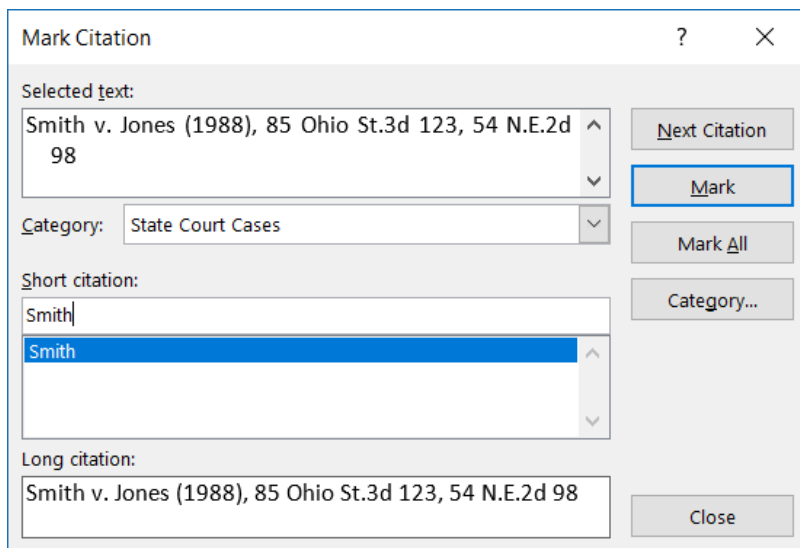 Mark Citation
?
Selected text:
Smith v. Jones (1988), 85 Ohio St.3d 123, 54 N.E.2d
98
Next Citation
Mark
Category:
State Court Cases
Mark All
Short citation:
Category...
Smith
Smith
Long citation:
Smith v. Jones (1988), 85 Ohio St.3d 123, 54 N.E.2d 98
Close